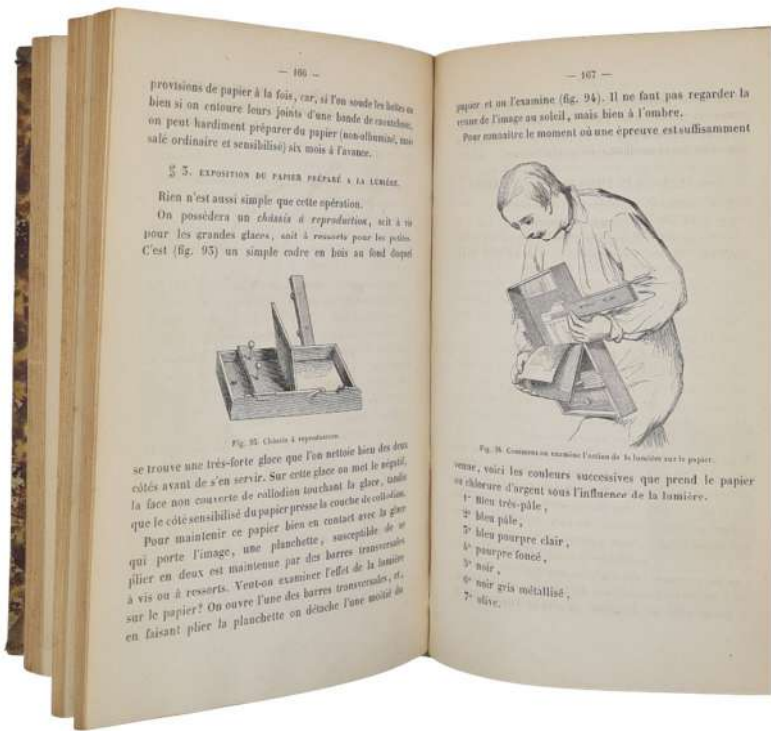 — 166 —
provisions de papier à la fois, car, si l'on soude les boîtes ou
bien si on entoure leurs joints d'une bande de caoutchouc,
on peut hardiment préparer du papier (non-albuminé, mais
salé ordinaire et sensibilisé) six mois à l'avance.
§ 3. EXPOSITION DU PAPIER PRÉPARÉ A LA LUMIÈRE.
Rien n'est aussi simple que cette opération.
On possédera un châssis à reproduction, soit à vis
pour les grandes glaces, soit à ressorts pour les petites.
C'est (fig. 93) un simple cadre en bois au fond duquel
Fig. 93. Châssis à reproduction.
se trouve une très-forte glace que l'on nettoie bien des deux
côtés avant de s'en servir. Sur cette glace on met le négatif,
la face non couverte de collodion touchant la glace, tandis
que le côté sensibilisé du papier presse la couche de collodion.
Pour maintenir ce papier bien en contact avec la glace
qui porte l'image, une planchette, susceptible de se
plier en deux est maintenue par des barres transversales
à vis ou à ressorts. Veut-on examiner l'effet de la lumière
sur le papier? On ouvre l'une des barres transversales, et,
en faisant plier la planchette on détache l'une moitié du
— 167 —
papier et on l'examine (fig. 94). Il ne faut pas regarder la
venue de l'image au soleil, mais bien à l'ombre.
Pour connaître le moment où une épreuve est suffisamment
Fig. 94. Comment on examine l'action de la lumière sur le papier.
venue, voici les couleurs successives que prend le papier
au chlorure d'argent sous l'influence de la lumière.
1° Bleu très-pâle,
2° bleu pâle,
3° bleu pourpre clair,
4° pourpre foncé,
5° noir,
6° noir gris métallisé,
7° olive.